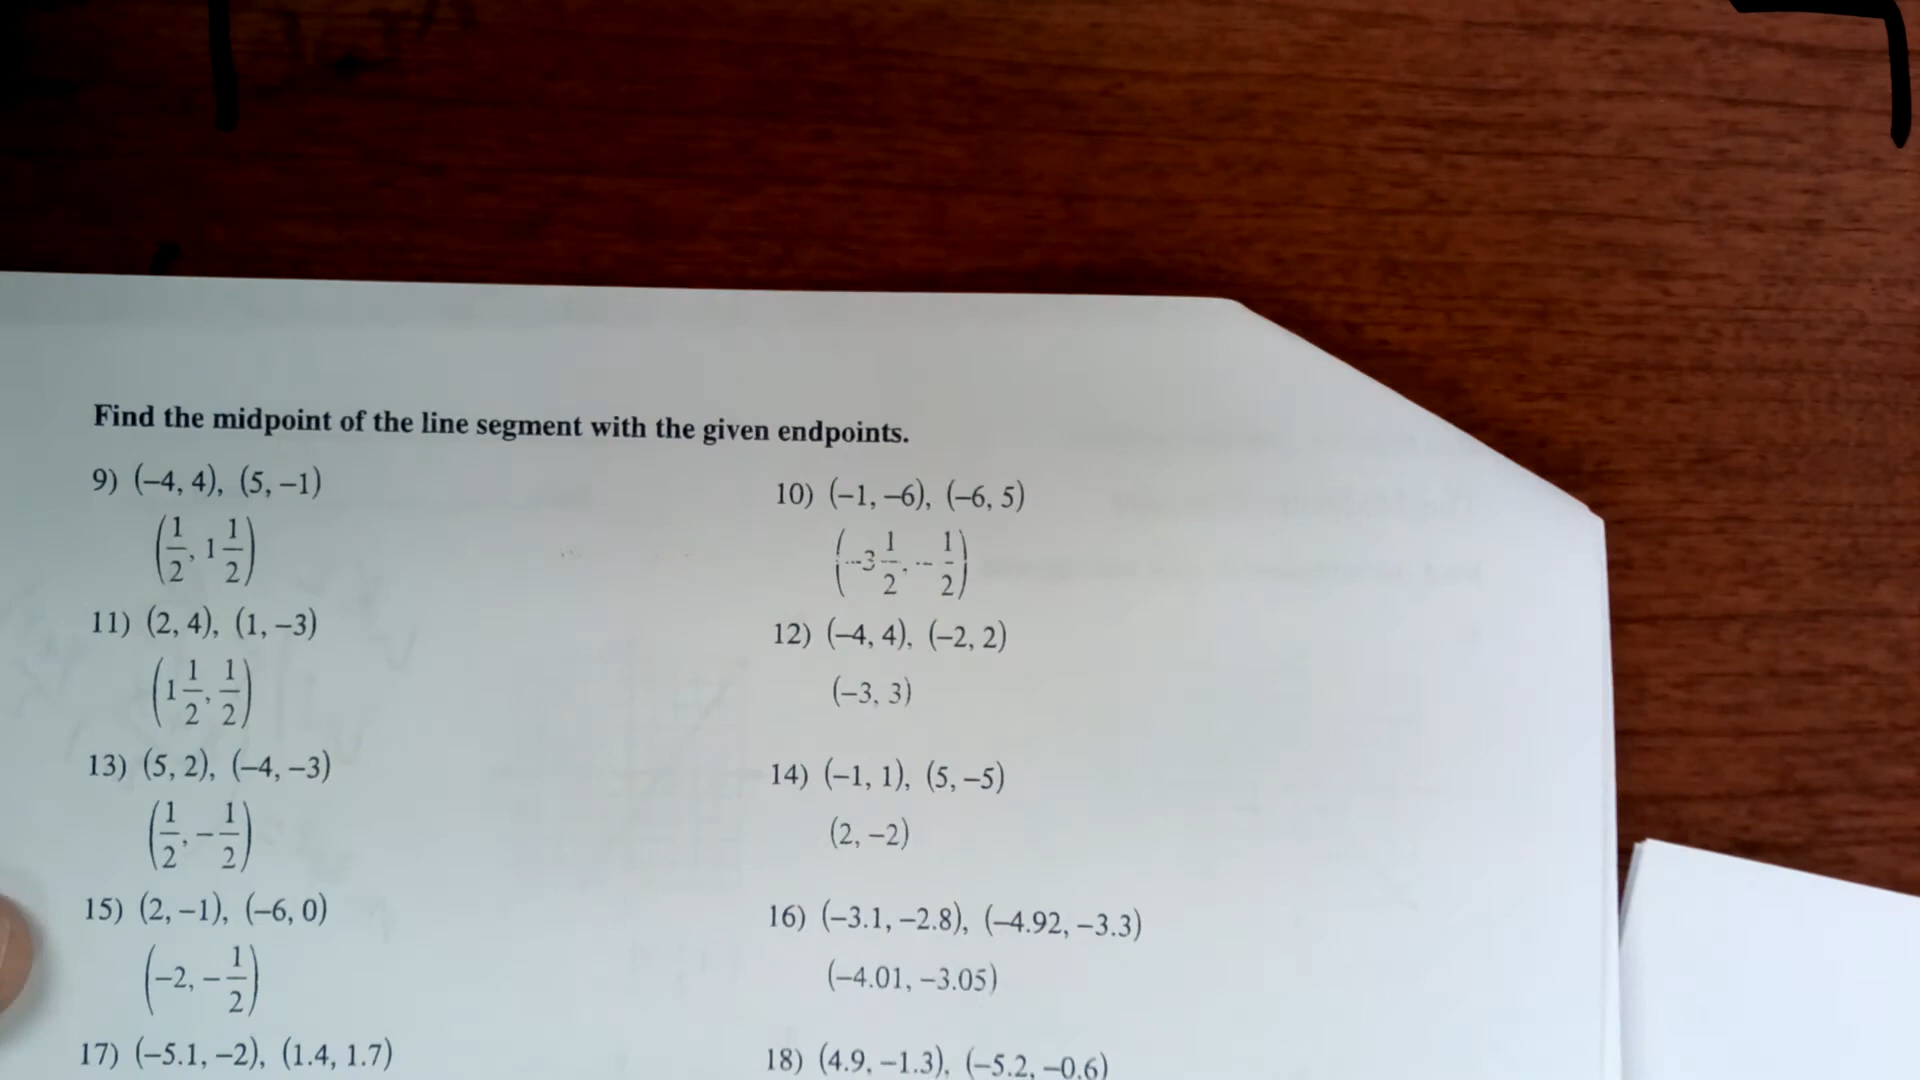 Find the midpoint of the line segment with the given endpoints.
9) (–4, 4), (5, –1)
10) (–1, –6), (–6, 5)
(1/2, 1 1/2)
(–3 1/2, – 1/2)
11) (2, 4), (1, –3)
12) (–4, 4), (–2, 2)
(1 1/2, 1/2)
(–3, 3)
13) (5, 2), (–4, –3)
14) (–1, 1), (5, –5)
(1/2, – 1/2)
(2, –2)
15) (2, –1), (–6, 0)
16) (–3.1, –2.8), (–4.92, –3.3)
(–2, – 1/2)
(–4.01, –3.05)
17) (–5.1, –2), (1.4, 1.7)
18) (4.9, –1.3), (–5.2, –0.6)